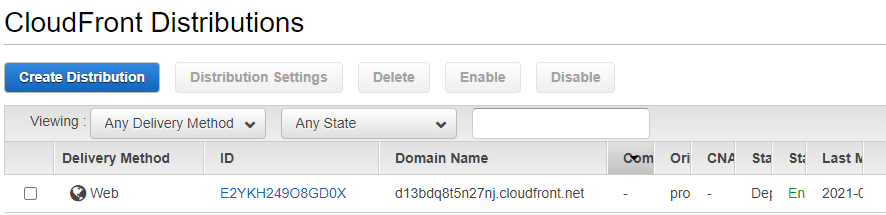 CloudFront Distributions
Create Distribution Distribution Settings Delete Enable Disable
Viewing : Any Delivery Method Any State
Delivery Method ID Domain Name Com Ori CNA Sta Sta Last M
Web E2YKH249O8GD0X d13bdq8t5n27nj.cloudfront.net - pro - Dep En 2021-0